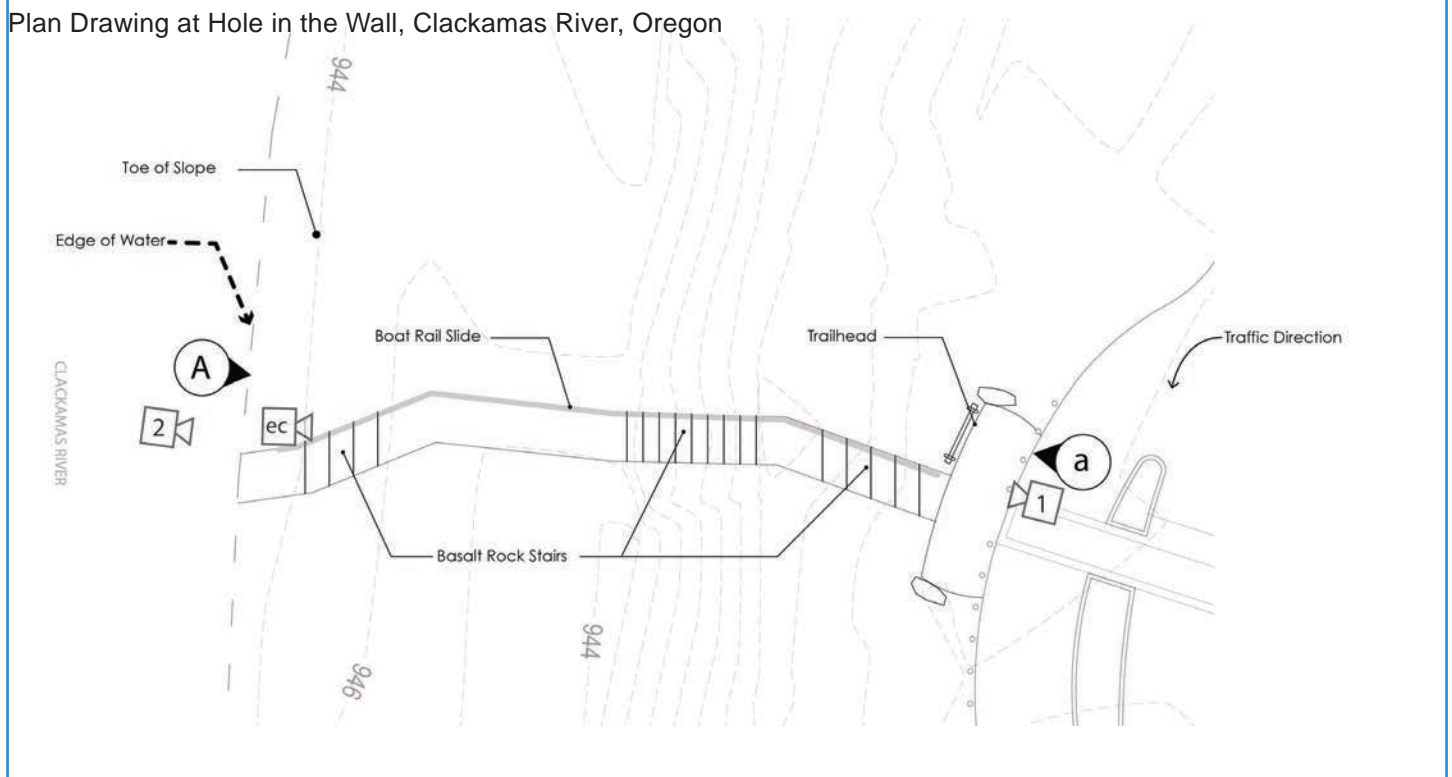 Plan Drawing at Hole in the Wall, Clackamas River, Oregon
944
Toe of Slope
Edge of Water
Boat Rail Slide
Trailhead
Traffic Direction
A
CLACKAMAS RIVER
2
ec
a
1
Basalt Rock Stairs
944
946